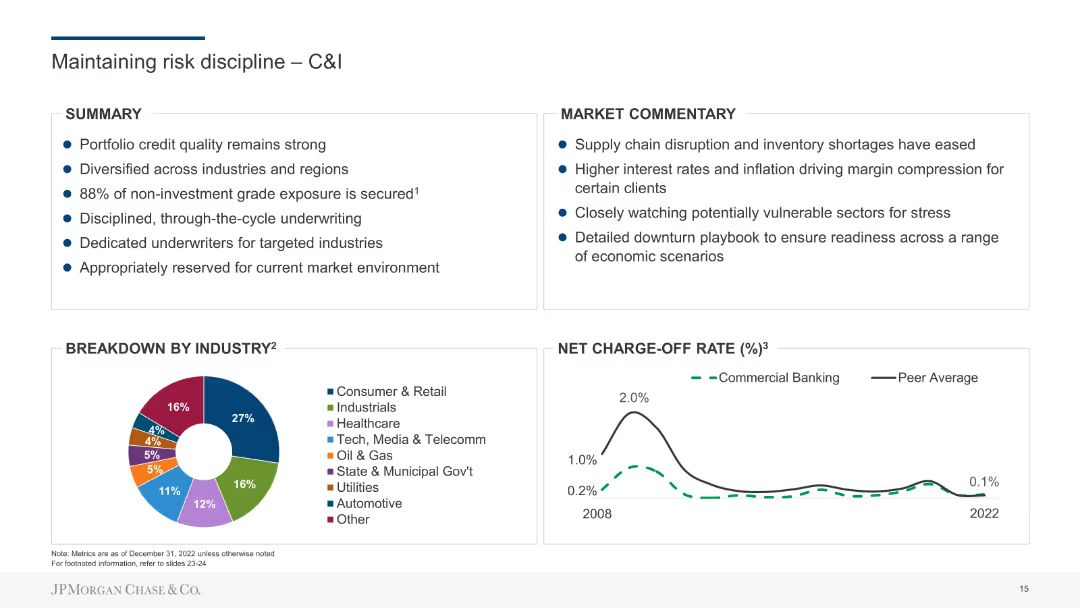 Maintaining risk discipline – C&I
SUMMARY
Portfolio credit quality remains strong
Diversified across industries and regions
88% of non-investment grade exposure is secured¹
Disciplined, through-the-cycle underwriting
Dedicated underwriters for targeted industries
Appropriately reserved for current market environment
MARKET COMMENTARY
Supply chain disruption and inventory shortages have eased
Higher interest rates and inflation driving margin compression for
certain clients
Closely watching potentially vulnerable sectors for stress
Detailed downturn playbook to ensure readiness across a range
of economic scenarios
BREAKDOWN BY INDUSTRY²
27%
16%
12%
11%
5%
5%
4%
4%
16%
Consumer & Retail
Industrials
Healthcare
Tech, Media & Telecomm
Oil & Gas
State & Municipal Gov't
Utilities
Automotive
Other
NET CHARGE-OFF RATE (%)³
Commercial Banking
Peer Average
2.0%
1.0%
0.2%
0.1%
2008
2022
Note: Metrics are as of December 31, 2022 unless otherwise noted
For footnoted information, refer to slides 23-24
JPMORGAN CHASE & CO.
15